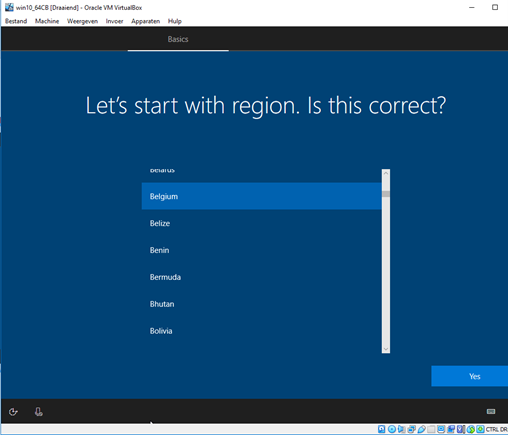 win10_64CB [Draaiend] - Oracle VM VirtualBox
Bestand Machine Weergeven Invoer Apparaten Hulp
Basics
Let's start with region. Is this correct?
Belarus
Belgium
Belize
Benin
Bermuda
Bhutan
Bolivia
Yes
CTRL DR